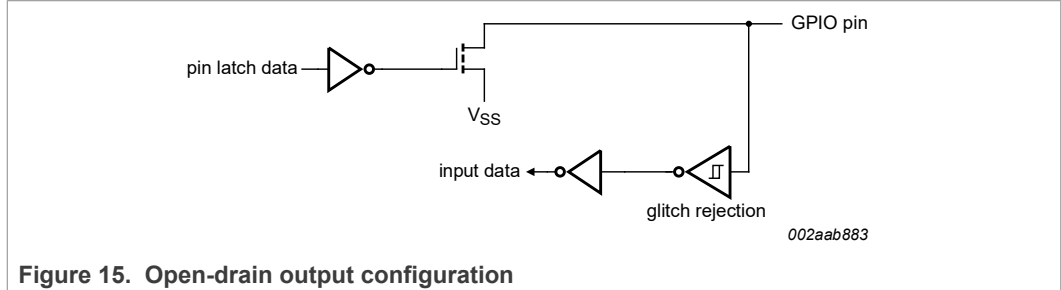 GPIO pin
pin latch data
VSS
input data
glitch rejection
002aab883
Figure 15. Open-drain output configuration